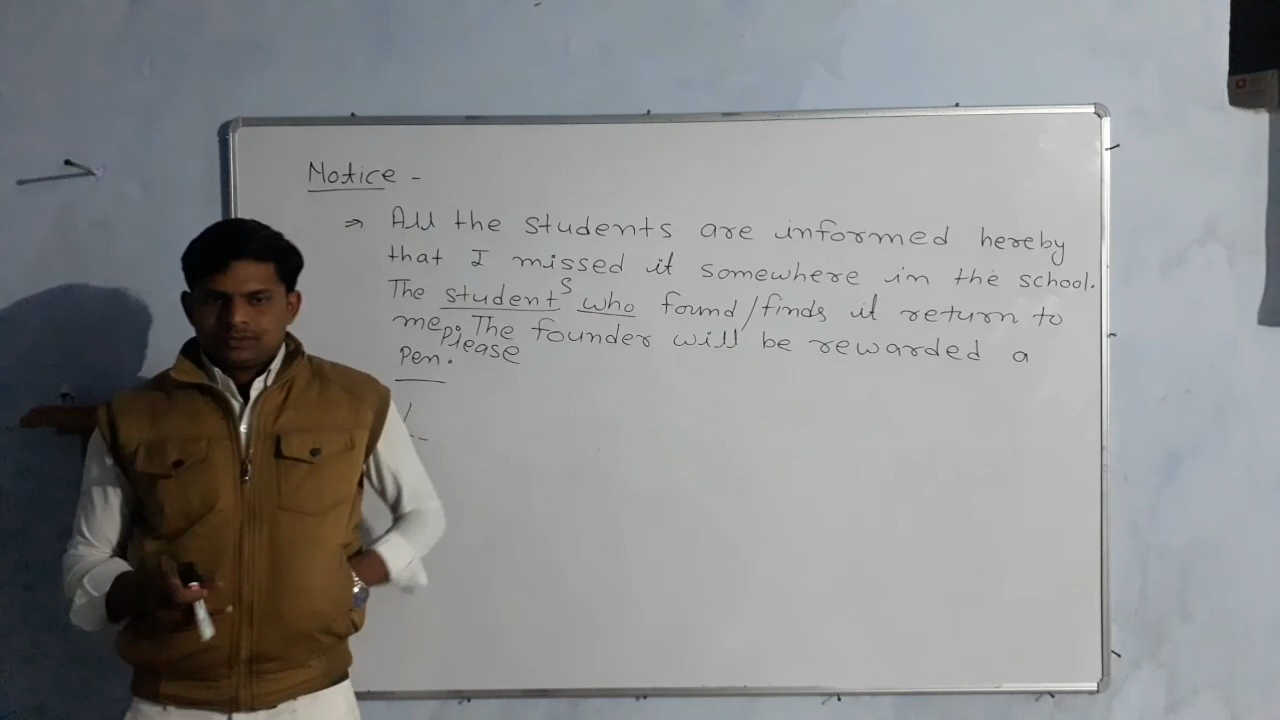 Notice -
⇒ All the students are informed hereby
that I missed it somewhere in the school.
The students who found/finds it return to
me please. The founder will be rewarded a
pen.